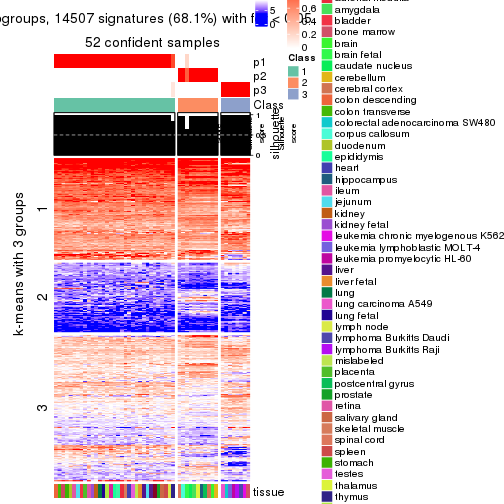 groups, 14507 signatures (68.1%) with f
52 confident samples
p1
p2
p3
Class
silhouette
score
1
0
k-means with 3 groups
1
2
3
tissue
5
0
0.6
0.4
0.2
0
Class
1
2
3
amygdala
bladder
bone marrow
brain
brain fetal
caudate nucleus
cerebellum
cerebral cortex
colon descending
colon transverse
colorectal adenocarcinoma SW480
corpus callosum
duodenum
epididymis
heart
hippocampus
ileum
jejunum
kidney
kidney fetal
leukemia chronic myelogenous K562
leukemia lymphoblastic MOLT-4
leukemia promyelocytic HL-60
liver
liver fetal
lung
lung carcinoma A549
lung fetal
lymph node
lymphoma Burkitts Daudi
lymphoma Burkitts Raji
mislabeled
placenta
postcentral gyrus
prostate
retina
salivary gland
skeletal muscle
spinal cord
spleen
stomach
testes
thalamus
thymus